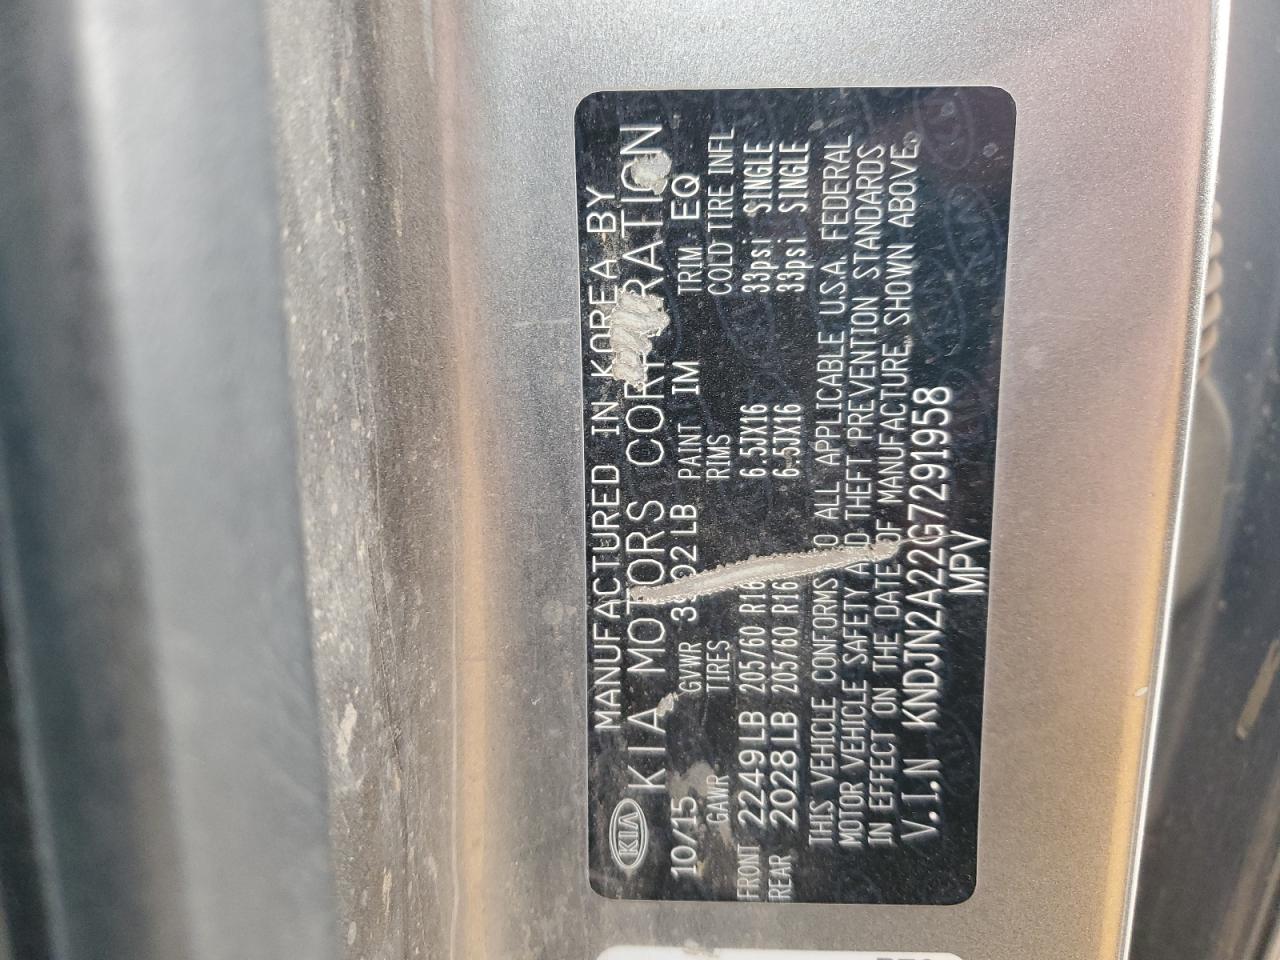 KIA MANUFACTURED IN KOREA BY
KIA MOTORS CORPORATION
10/15 GVWR LB PAINT IM TRIM EQ
GAWR TIRES RIMS COLD TIRE INFL
FRONT 2249LB 205/60 R16 6.5JX16 33psi SINGLE
REAR 2028LB 205/60 R16 6.5JX16 33psi SINGLE
THIS VEHICLE CONFORMS TO ALL APPLICABLE U.S.A. FEDERAL
MOTOR VEHICLE SAFETY AND THEFT PREVENTION STANDARDS
IN EFFECT ON THE DATE OF MANUFACTURE SHOWN ABOVE.
V.I.N KNDJN2A22G7291958
MPV